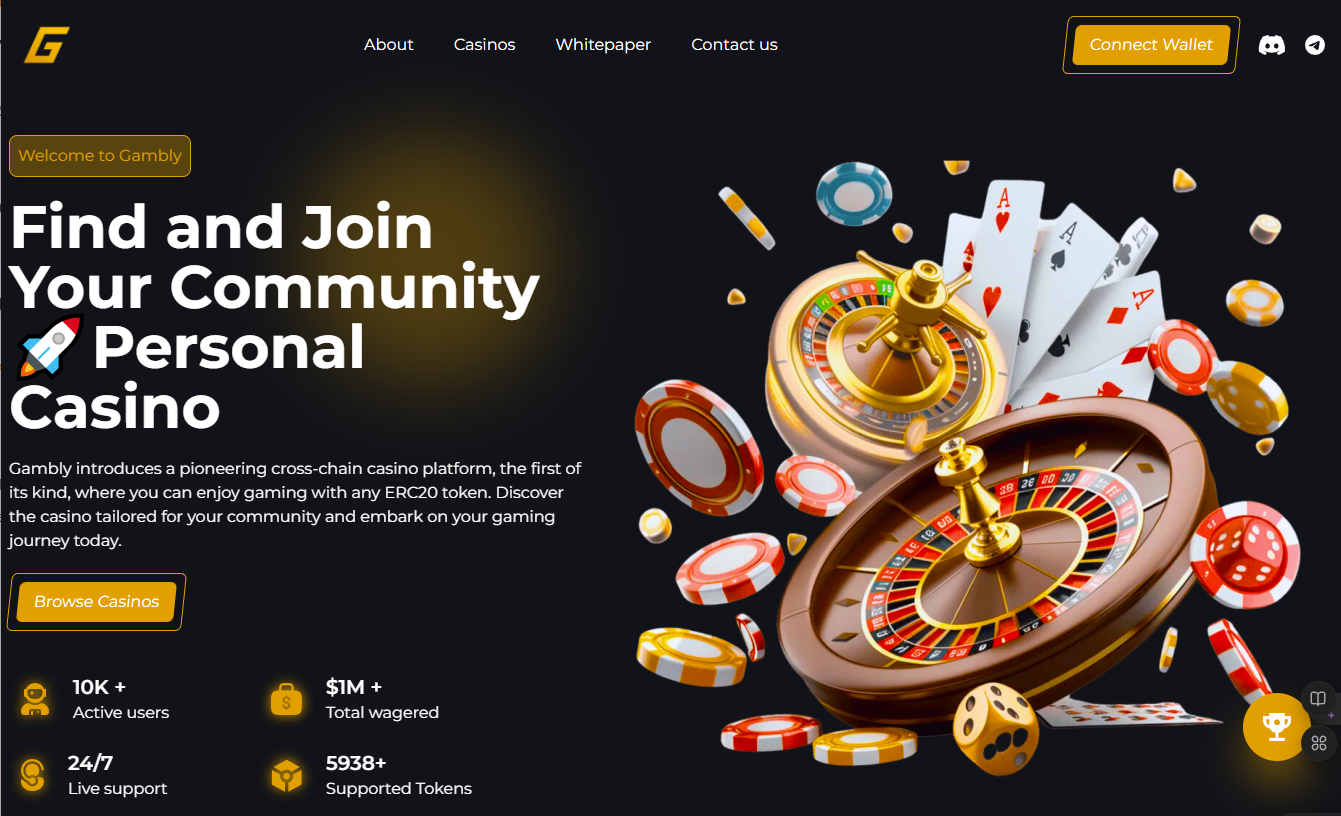 G
About
Casinos
Whitepaper
Contact us
Connect Wallet
Welcome to Gambly
Find and Join
Your Community
🚀Personal
Casino
Gambly introduces a pioneering cross-chain casino platform, the first of
its kind, where you can enjoy gaming with any ERC20 token. Discover
the casino tailored for your community and embark on your gaming
journey today.
Browse Casinos
10K +
Active users
$1M +
Total wagered
24/7
Live support
5938+
Supported Tokens
A
A
A
A